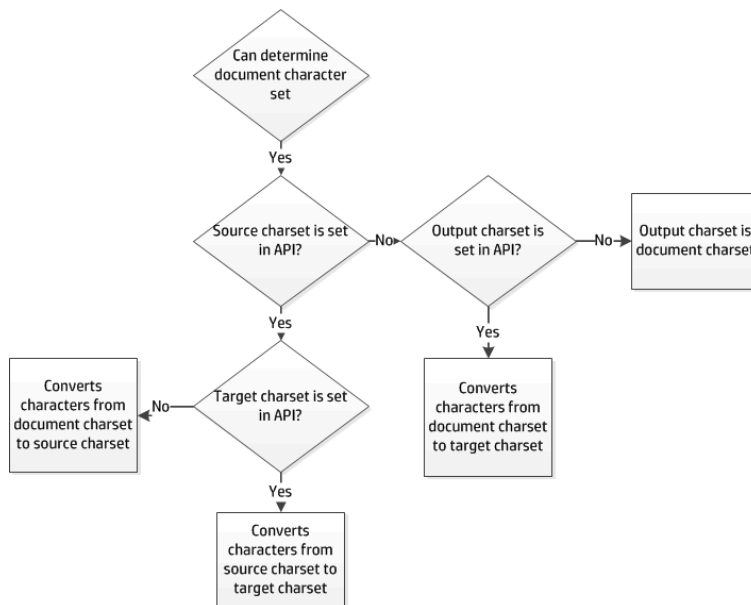 Can determine
document character
set
Yes
Source charset is set
in API?
No
Output charset is
set in API?
No
Output charset is
document charset
Yes
Yes
Converts
characters from
document charset
to source charset
No
Target charset is set
in API?
Converts
characters from
document charset
to target charset
Yes
Converts
characters from
source charset to
target charset